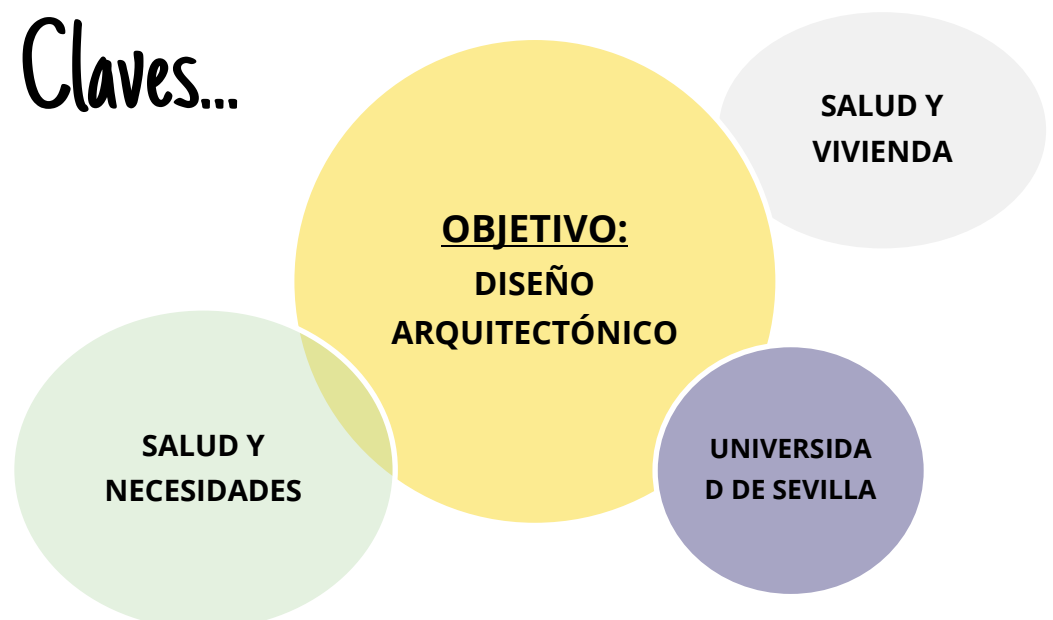 Claves...
SALUD Y
VIVIENDA
OBJETIVO:
DISEÑO
ARQUITECTÓNICO
SALUD Y
NECESIDADES
UNIVERSIDA
D DE SEVILLA